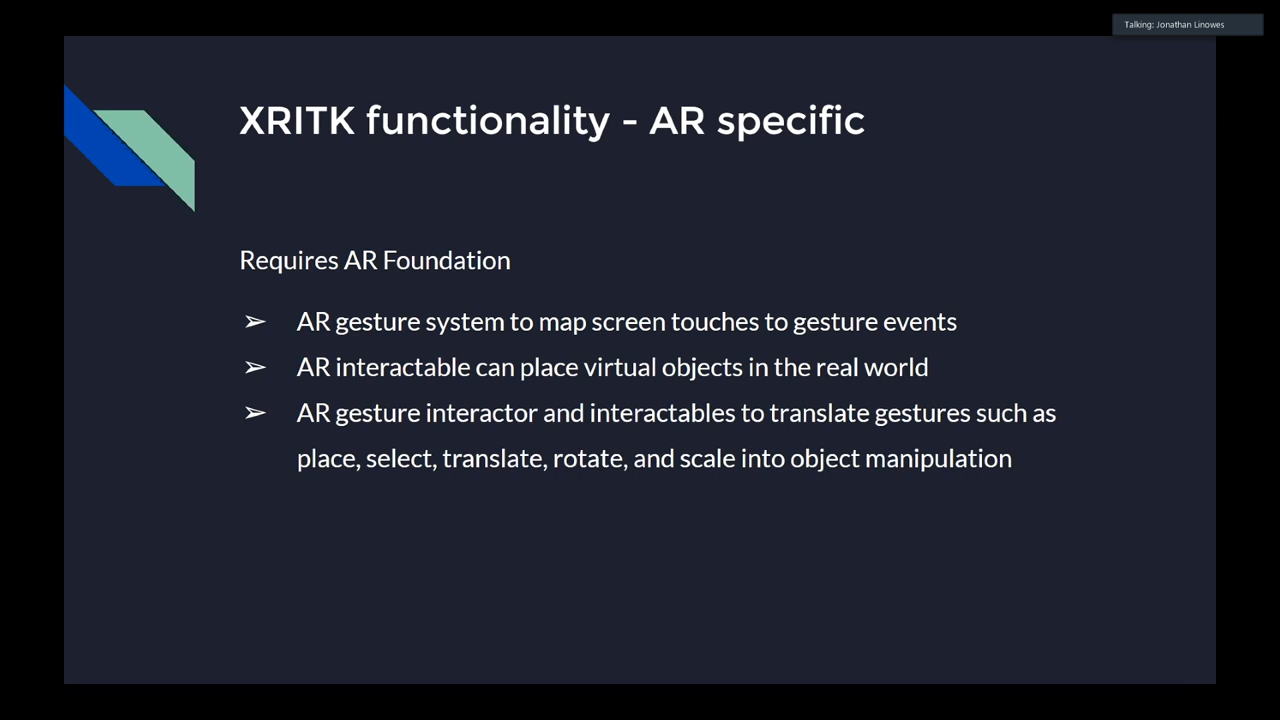 Talking: Jonathan Linowes
XRITK functionality - AR specific
Requires AR Foundation
➢ AR gesture system to map screen touches to gesture events
➢ AR interactable can place virtual objects in the real world
➢ AR gesture interactor and interactables to translate gestures such as
place, select, translate, rotate, and scale into object manipulation